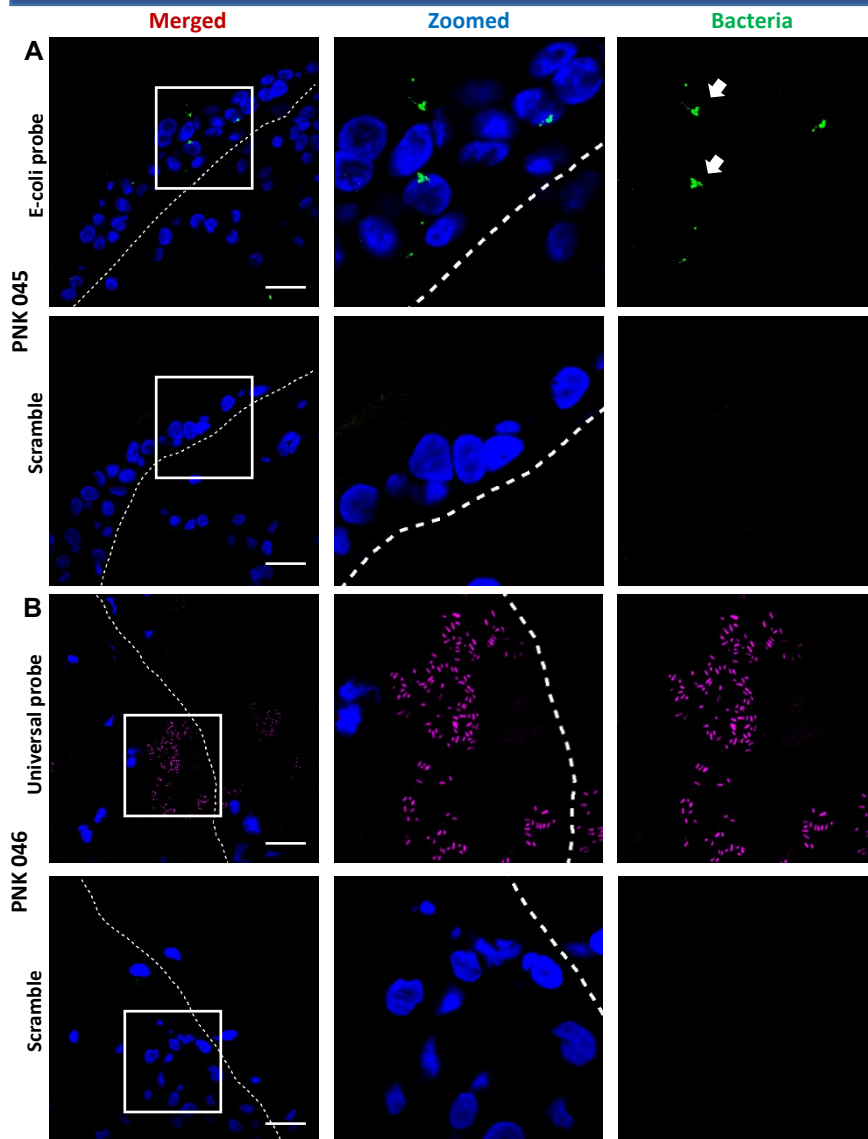 Merged
Zoomed
Bacteria
A
PNK 045
E-coli probe
Scramble
B
PNK 046
Universal probe
Scramble